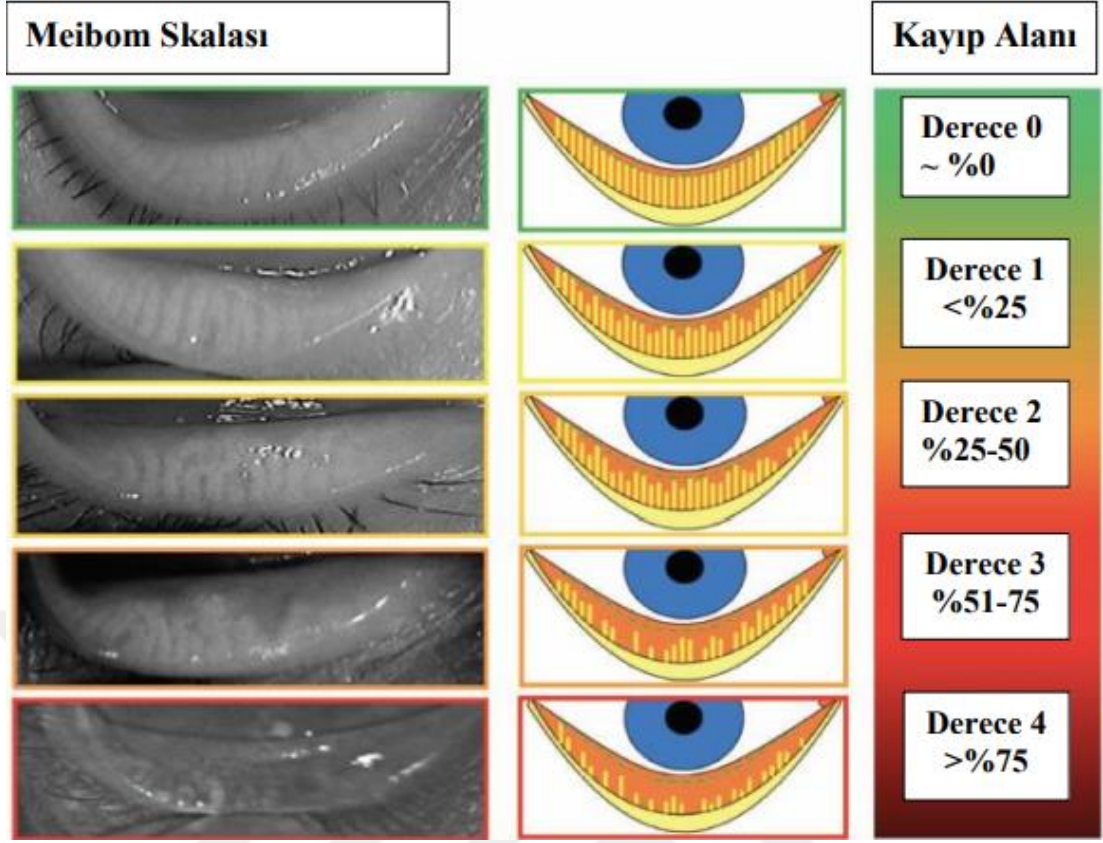 Meibom Skalası
Kayıp Alanı
Derece 0
~ %0
Derece 1
<%25
Derece 2
%25-50
Derece 3
%51-75
Derece 4
>%75